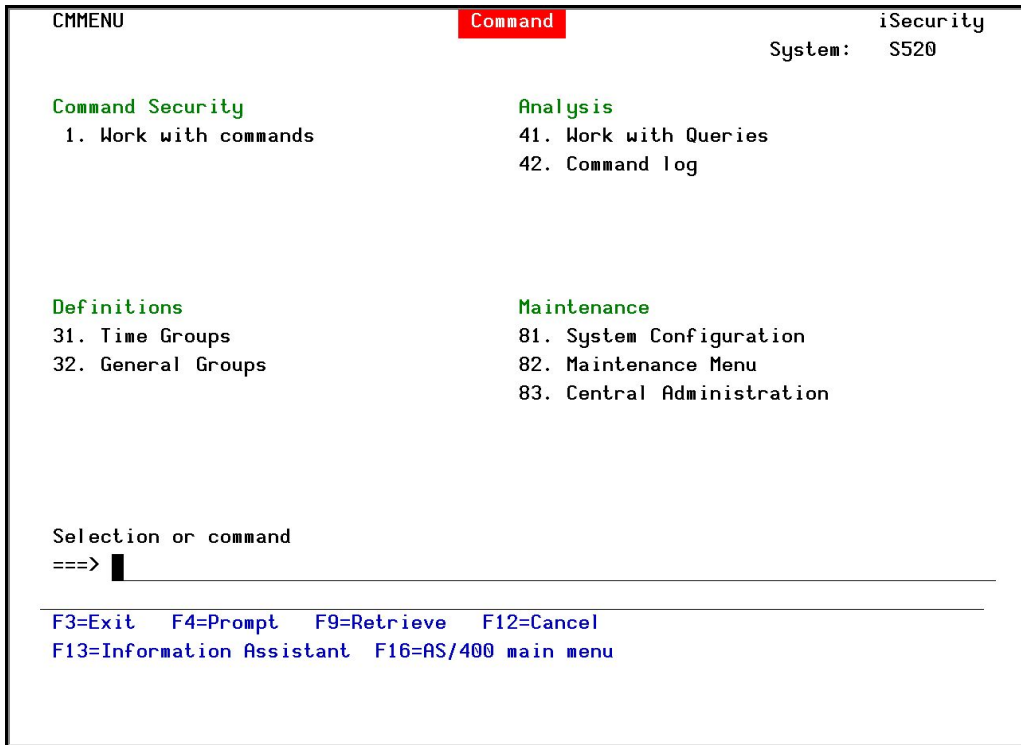 CMMENU Command iSecurity
System: S520
Command Security Analysis
1. Work with commands 41. Work with Queries
42. Command log
Definitions Maintenance
31. Time Groups 81. System Configuration
32. General Groups 82. Maintenance Menu
83. Central Administration
Selection or command
===>
F3=Exit F4=Prompt F9=Retrieve F12=Cancel
F13=Information Assistant F16=AS/400 main menu